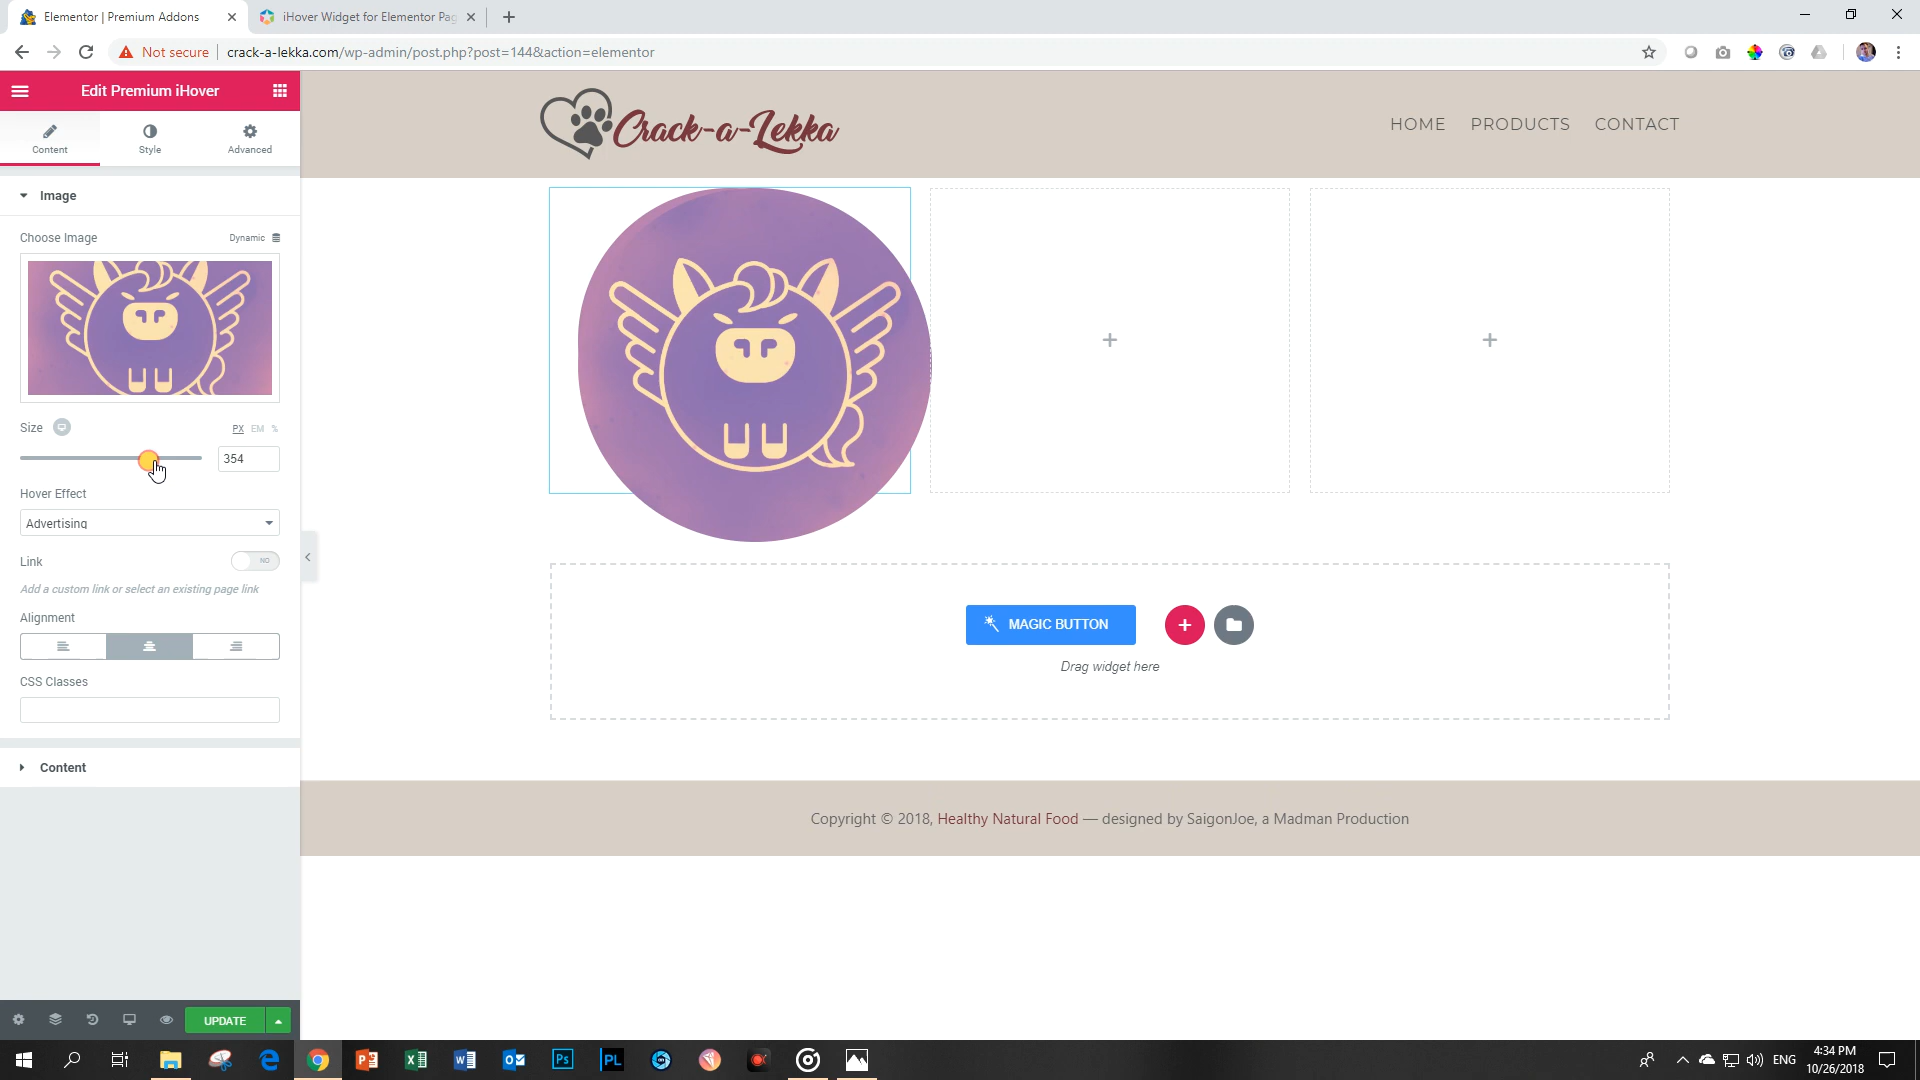 Elementor | Premium Addons
iHover Widget for Elementor Pag
Not secure
crack-a-lekka.com/wp-admin/post.php?post=144&action=elementor
Edit Premium iHover
Content
Style
Advanced
Crack-a-Lekka
HOME
PRODUCTS
CONTACT
Image
Choose Image
Dynamic
Size
PX EM %
354
Hover Effect
Advertising
Link
NO
Add a custom link or select an existing page link
Alignment
CSS Classes
Content
MAGIC BUTTON
Drag widget here
Copyright © 2018, Healthy Natural Food — designed by SaigonJoe, a Madman Production
UPDATE
Ps
PL
ENG
4:34 PM
10/26/2018